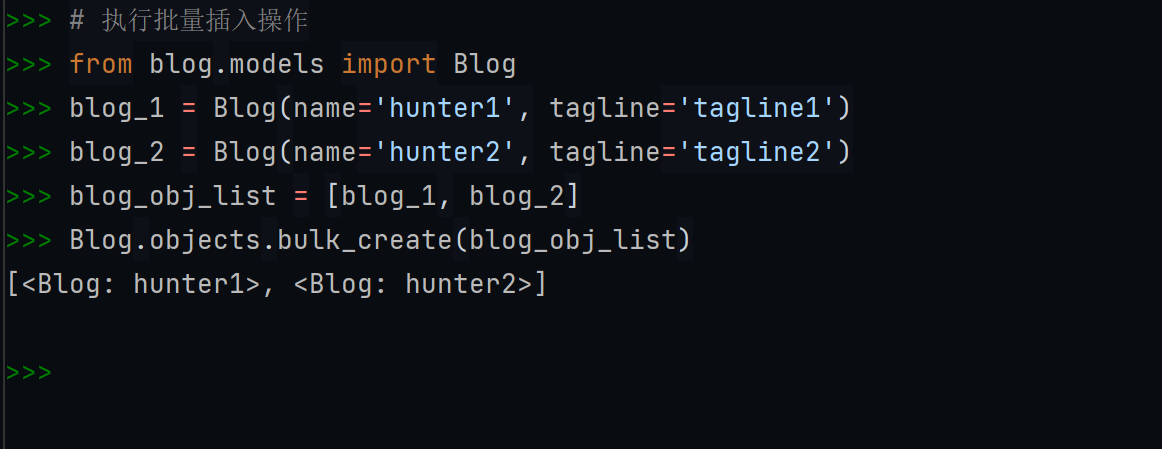 >>> # 执行批量插入操作
>>> from blog.models import Blog
>>> blog_1 = Blog(name='hunter1', tagline='tagline1')
>>> blog_2 = Blog(name='hunter2', tagline='tagline2')
>>> blog_obj_list = [blog_1, blog_2]
>>> Blog.objects.bulk_create(blog_obj_list)
[<Blog: hunter1>, <Blog: hunter2>]
>>>